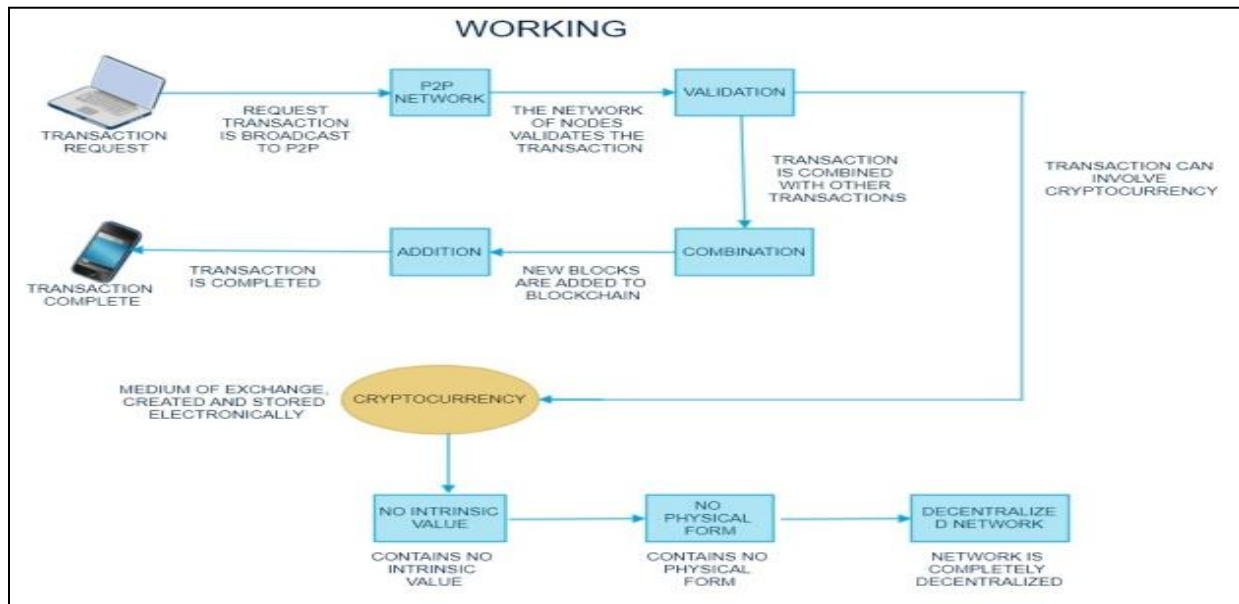 WORKING
P2P
NETWORK
VALIDATION
REQUEST
TRANSACTION
IS BROADCAST
TO P2P
THE NETWORK
OF NODES
VALIDATES THE
TRANSACTION
TRANSACTION
REQUEST
TRANSACTION
IS COMBINED
WITH OTHER
TRANSACTIONS
TRANSACTION CAN
INVOLVE
CRYPTOCURRENCY
ADDITION
COMBINATION
TRANSACTION
IS COMPLETED
NEW BLOCKS
ARE ADDED TO
BLOCKCHAIN
TRANSACTION
COMPLETE
MEDIUM OF EXCHANGE,
CREATED AND STORED
ELECTRONICALLY
CRYPTOCURRENCY
NO INTRINSIC
VALUE
NO
PHYSICAL
FORM
DECENTRALIZE
D NETWORK
CONTAINS NO
INTRINSIC
VALUE
CONTAINS NO
PHYSICAL
FORM
NETWORK IS
COMPLETELY
DECENTRALIZED